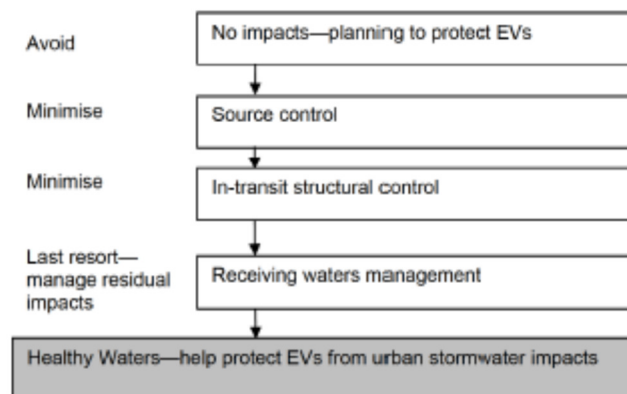 Avoid
No impacts—planning to protect EVs
Minimise
Source control
Minimise
In-transit structural control
Last resort—
manage residual
impacts
Receiving waters management
Healthy Waters—help protect EVs from urban stormwater impacts